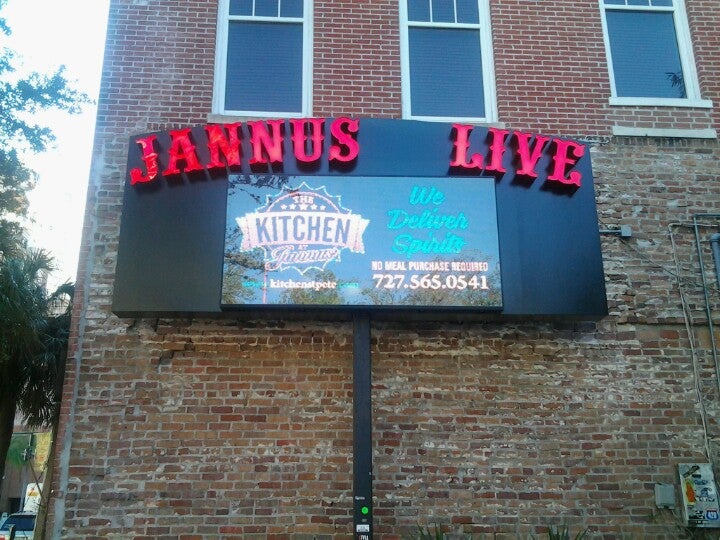 JANNUS LIVE
THE
KITCHEN
AT
Jannus
www.kitchenstpete.com
We
Deliver
Spirits
NO MEAL PURCHASE REQUIRED
727.565.0541